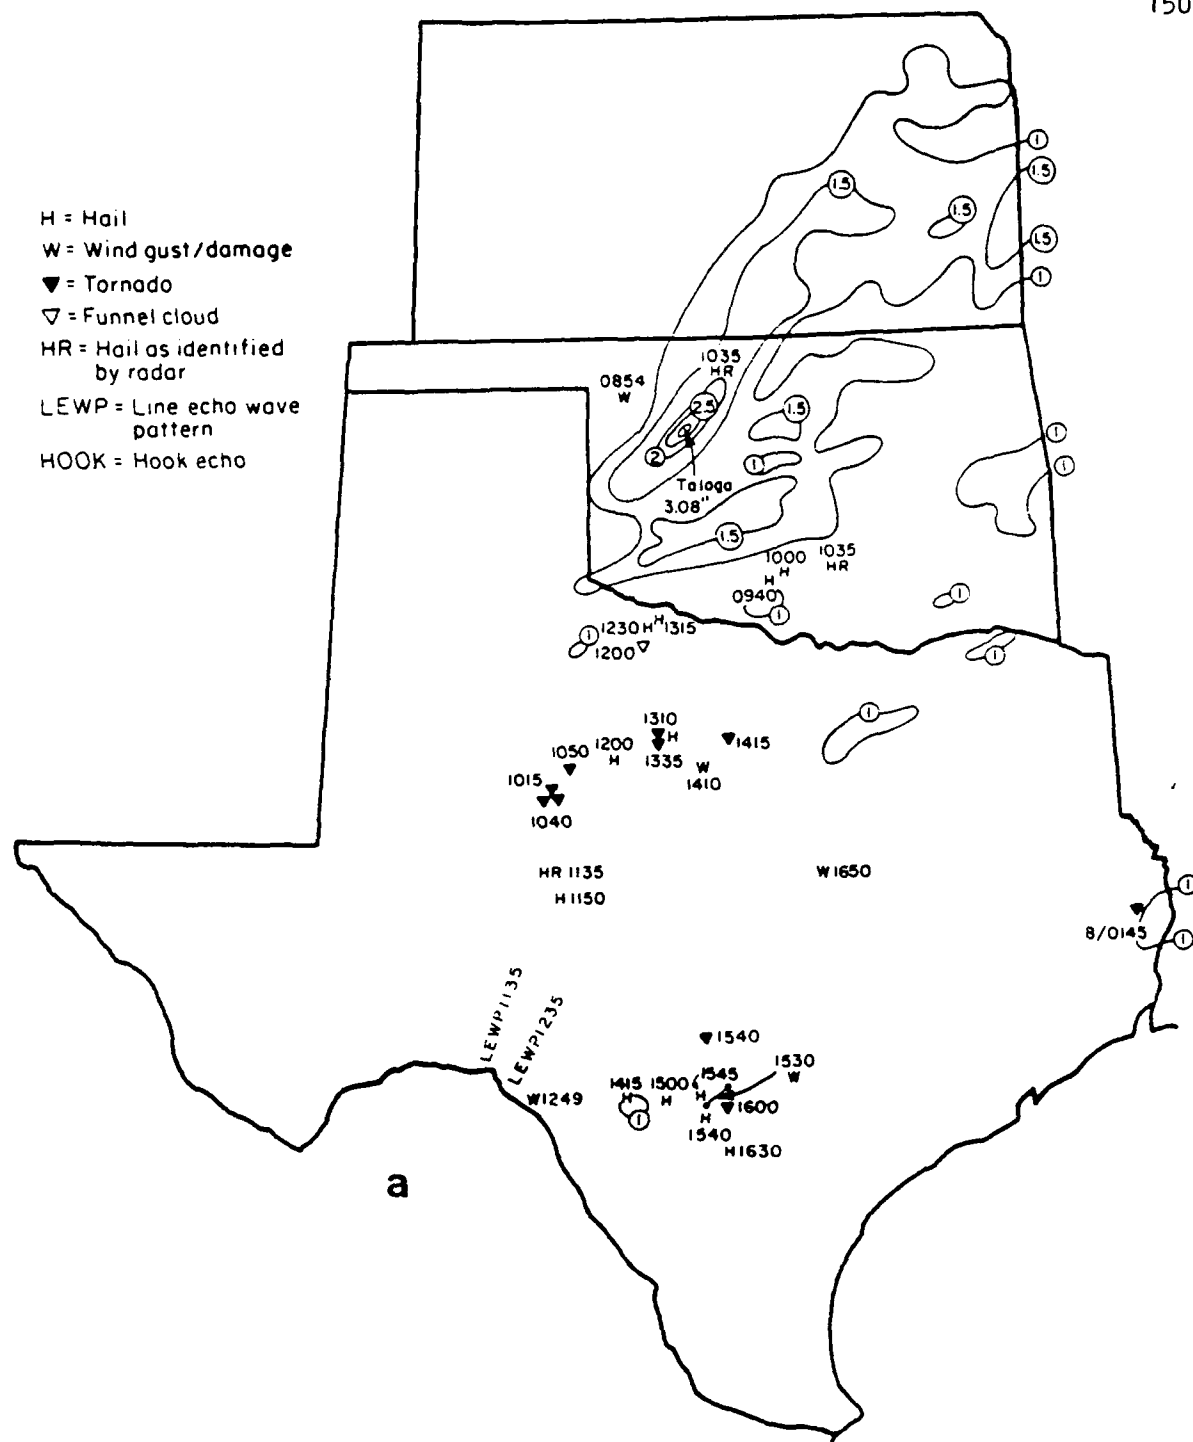 150
H = Hail
W = Wind gust/damage
▼ = Tornado
▽ = Funnel cloud
HR = Hail as identified
by radar
LEWP = Line echo wave
pattern
HOOK = Hook echo
1
1.5
1.5
1.5
1.5
1
1035
HR
0854
W
2.5
1.5
2
1
1
1
Taloga
3.08"
1.5
1000
H
H
1035
HR
0940
1
1
H
1230 H 1315
1
1200
1
1
1310
H
1415
1050
1200
H
1335
W
1410
1015
1040
HR 1135
H 1150
W 1650
1
8/0145
1
LEWP 1135
LEWP 1235
1540
1530
W
1415
H
1500
H
1545
H
W 1249
1
1600
H
1540
H 1630
a